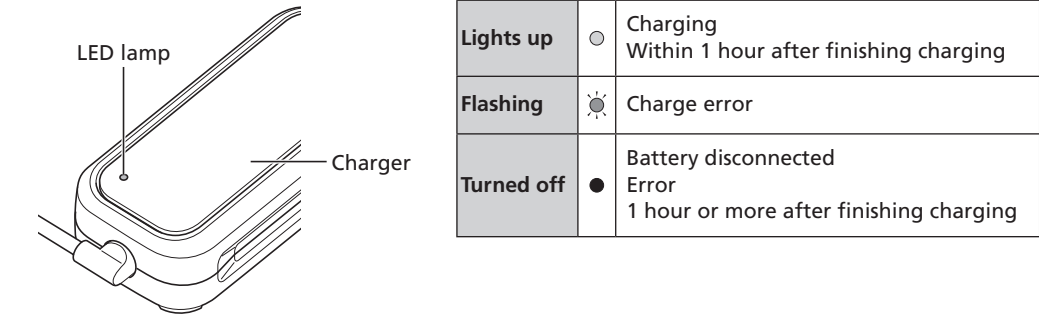 LED lamp
Charger
Lights up
Charging
Within 1 hour after finishing charging
Flashing
Charge error
Turned off
Battery disconnected
Error
1 hour or more after finishing charging